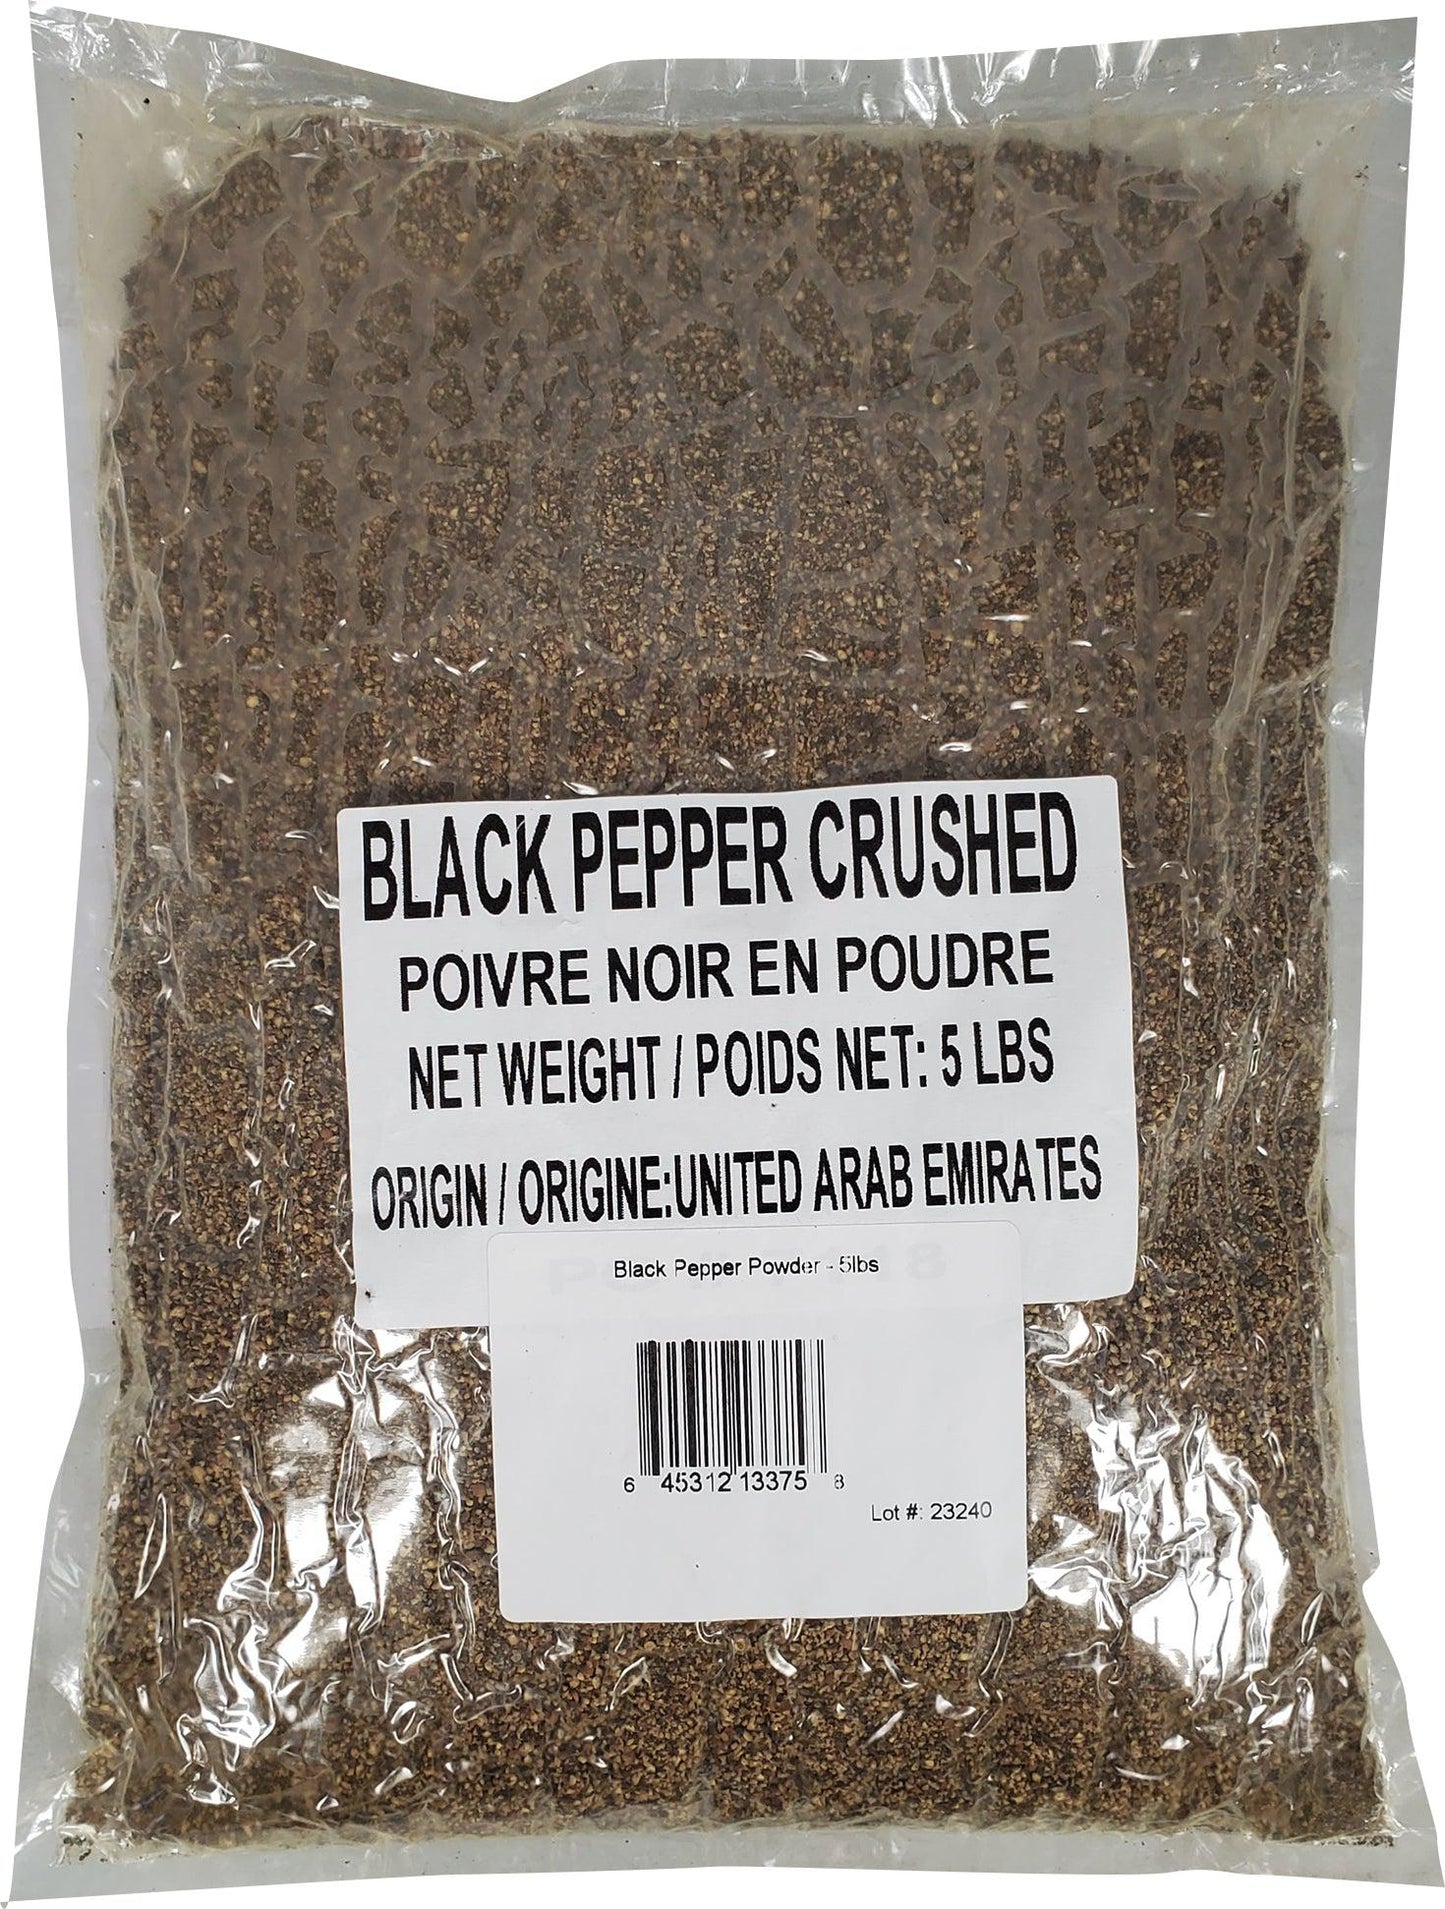 BLACK PEPPER CRUSHED
POIVRE NOIR EN POUDRE
NET WEIGHT / POIDS NET: 5 LBS
ORIGIN / ORIGINE:UNITED ARAB EMIRATES
Black Pepper Powder - 5lbs
6 45312 13375 8
Lot #: 23240